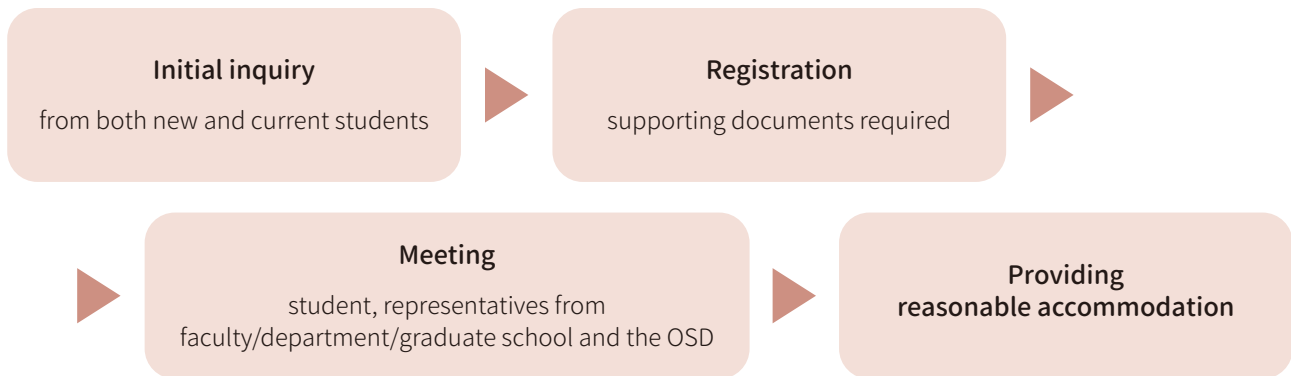 Initial inquiry
from both new and current students
Registration
supporting documents required
Meeting
student, representatives from
faculty/department/graduate school and the OSD
Providing
reasonable accommodation